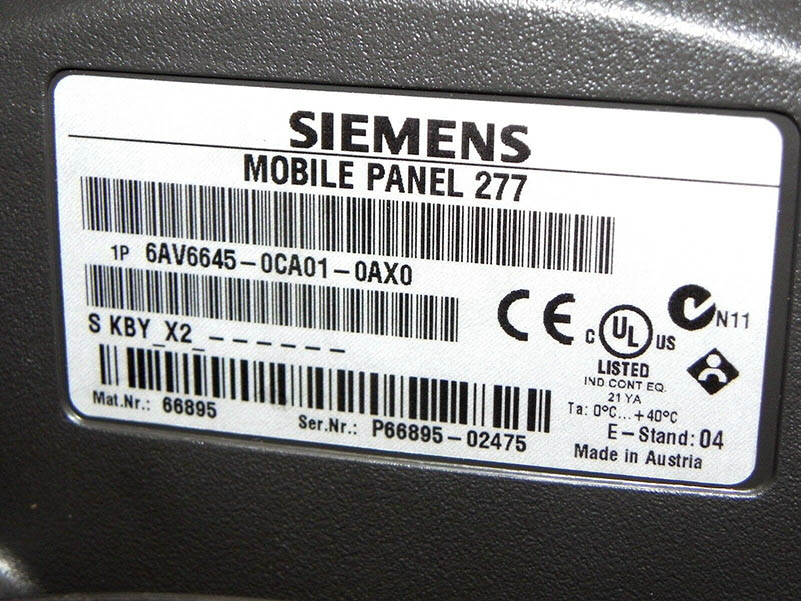 SIEMENS
MOBILE PANEL 277
1P 6AV6645-0CA01-0AX0
S KBY_X2_______
CE
N11
C UL US
LISTED
IND CONT EQ.
21 YA
Mat.Nr.: 66895
Ser.Nr.: P66895-02475
Ta: 0°C...+40°C
E-Stand: 04
Made in Austria